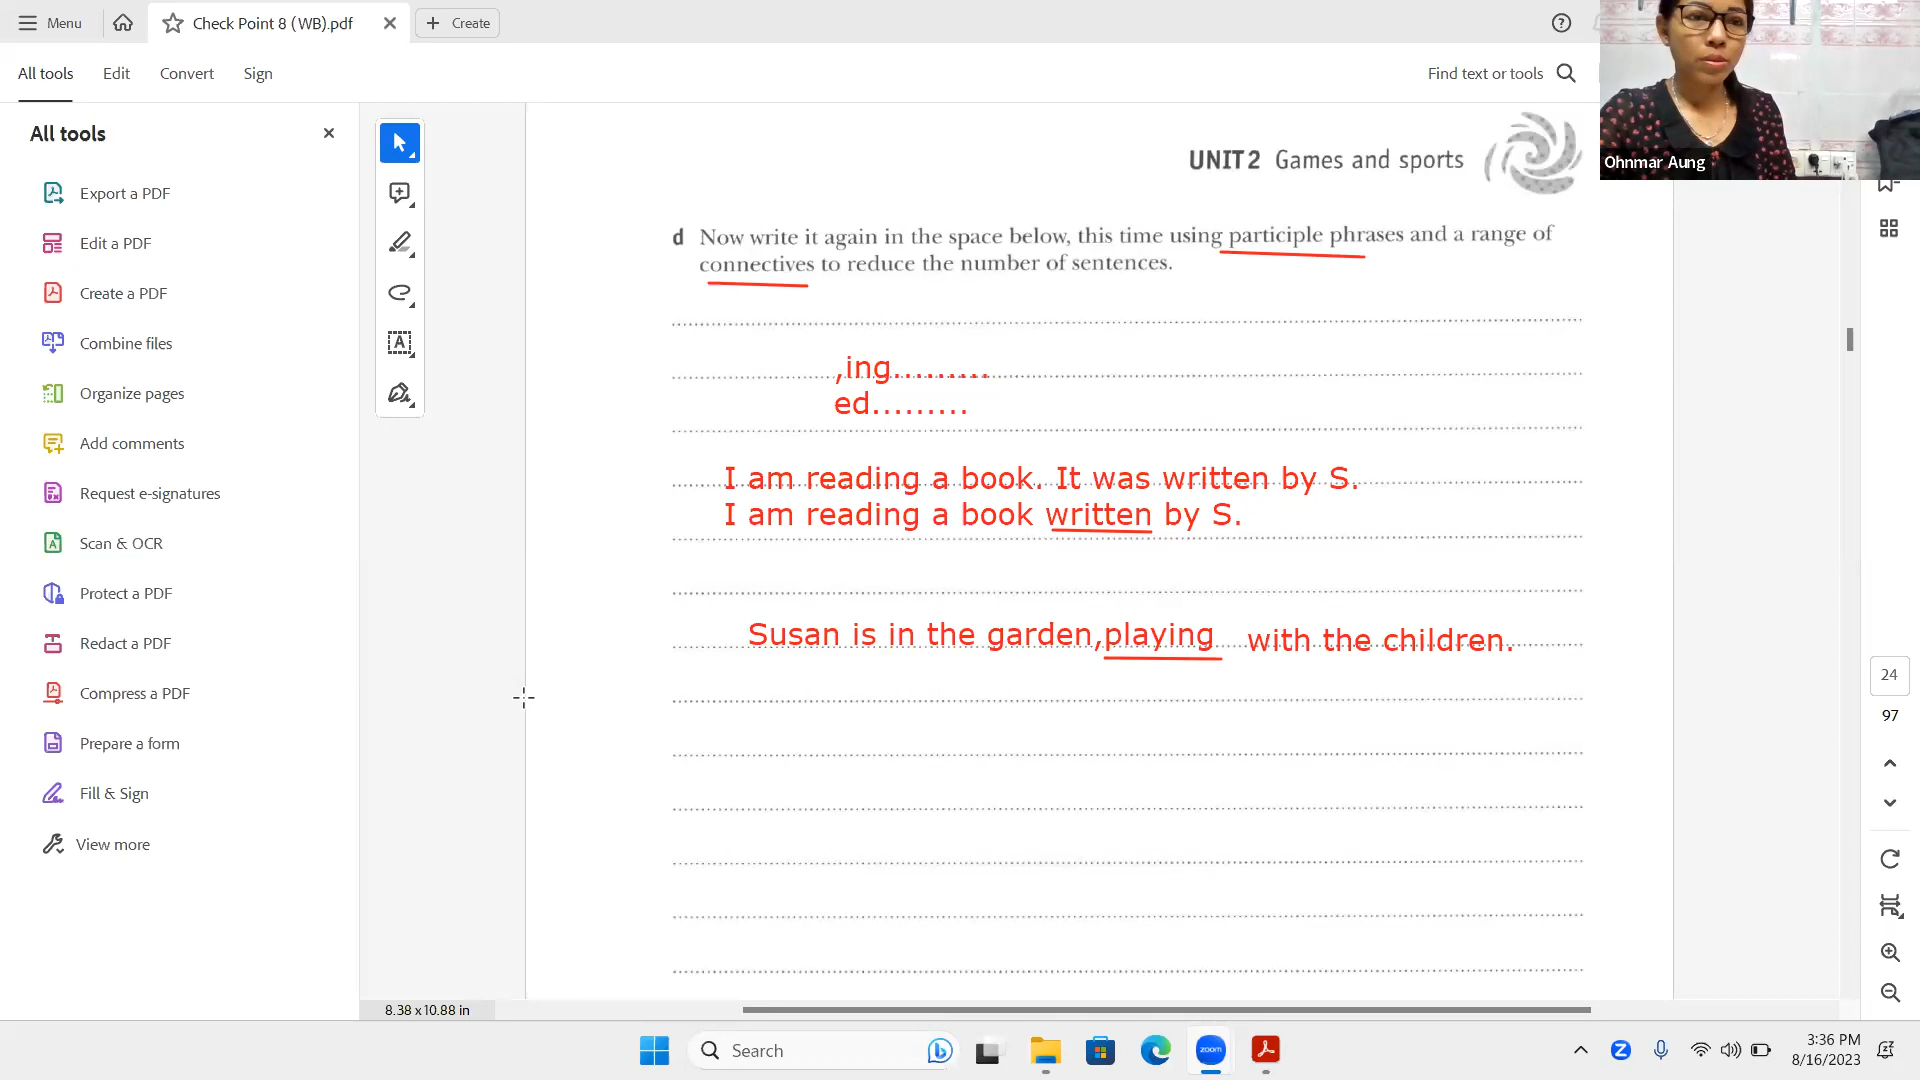 Menu
Check Point 8 (WB).pdf
Create
All tools
Edit
Convert
Sign
Find text or tools
Ohnmar Aung
All tools
Export a PDF
Edit a PDF
Create a PDF
Combine files
Organize pages
Add comments
Request e-signatures
Scan & OCR
Protect a PDF
Redact a PDF
Compress a PDF
Prepare a form
Fill & Sign
View more
UNIT 2 Games and sports
d Now write it again in the space below, this time using participle phrases and a range of
connectives to reduce the number of sentences.
,ing.........
ed.........
I am reading a book. It was written by S.
I am reading a book written by S.
Susan is in the garden,playing with the children.
24
97
8.38 x 10.88 in
Search
zoom
3:36 PM
8/16/2023